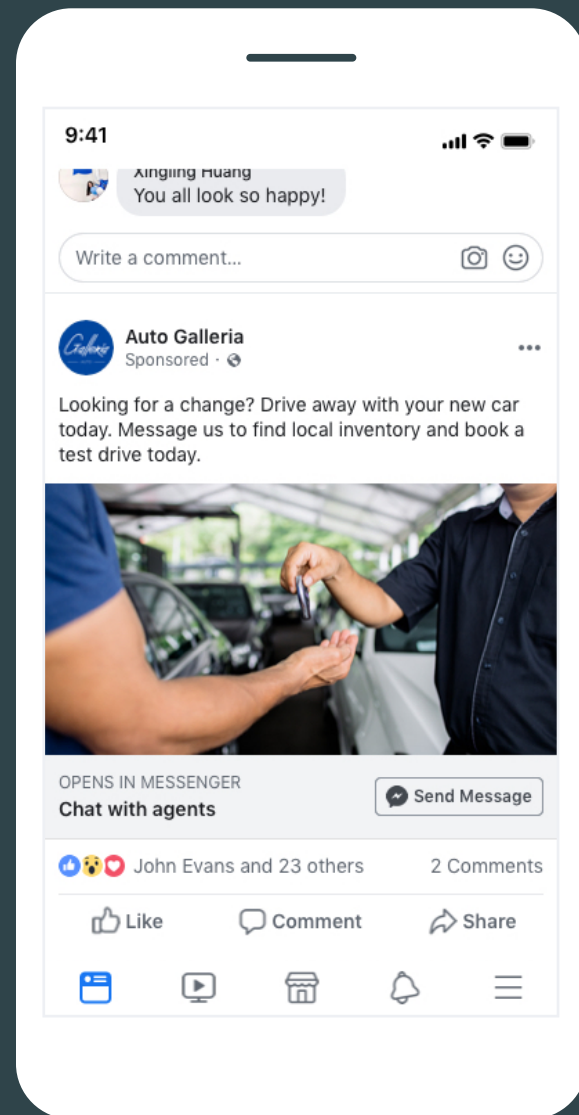 9:41
Xingling Huang
You all look so happy!
Write a comment...
Galleria
Auto Galleria
Sponsored ·
Looking for a change? Drive away with your new car
today. Message us to find local inventory and book a
test drive today.
OPENS IN MESSENGER
Chat with agents
Send Message
John Evans and 23 others
2 Comments
Like
Comment
Share